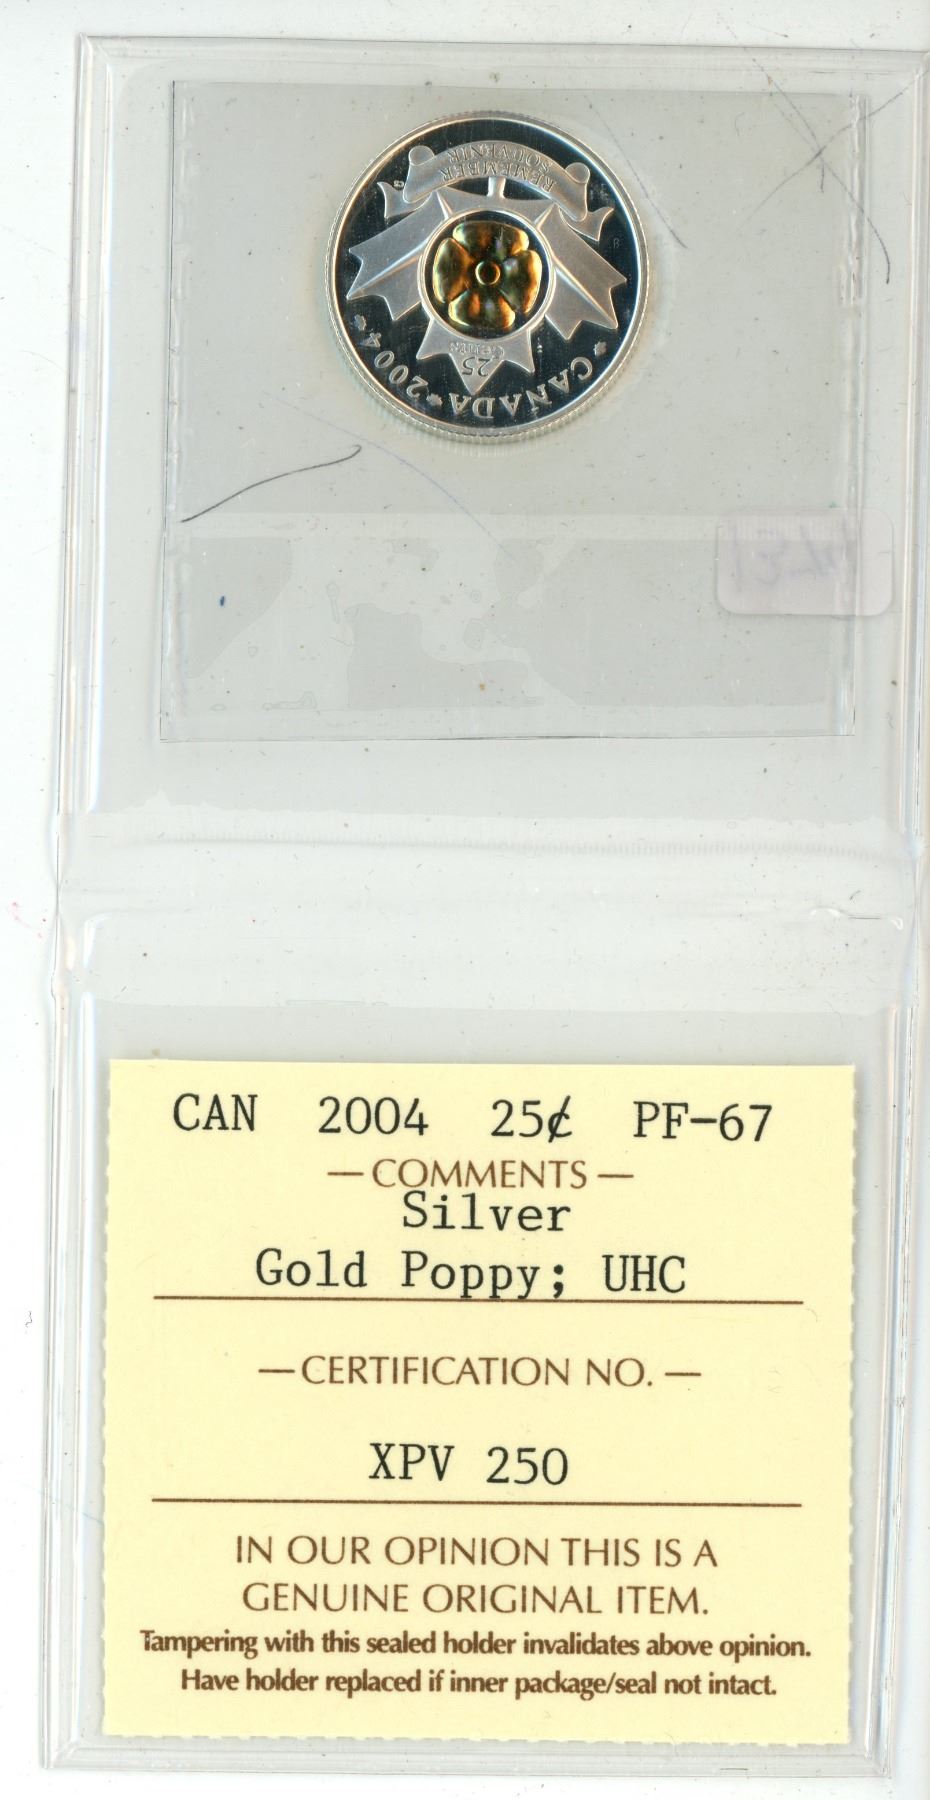 REMEMBER
SOUVENIR
25
cents
CANADA 2004
CAN 2004 25¢ PF-67
— COMMENTS —
Silver
Gold Poppy; UHC
— CERTIFICATION NO. —
XPV 250
IN OUR OPINION THIS IS A
GENUINE ORIGINAL ITEM.
Tampering with this sealed holder invalidates above opinion.
Have holder replaced if inner package/seal not intact.